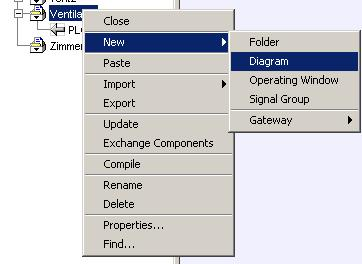 Close
New
Paste
Import
Export
Update
Exchange Components
Compile
Rename
Delete
Properties...
Find...
Folder
Diagram
Operating Window
Signal Group
Gateway
Ventila
Zimmer